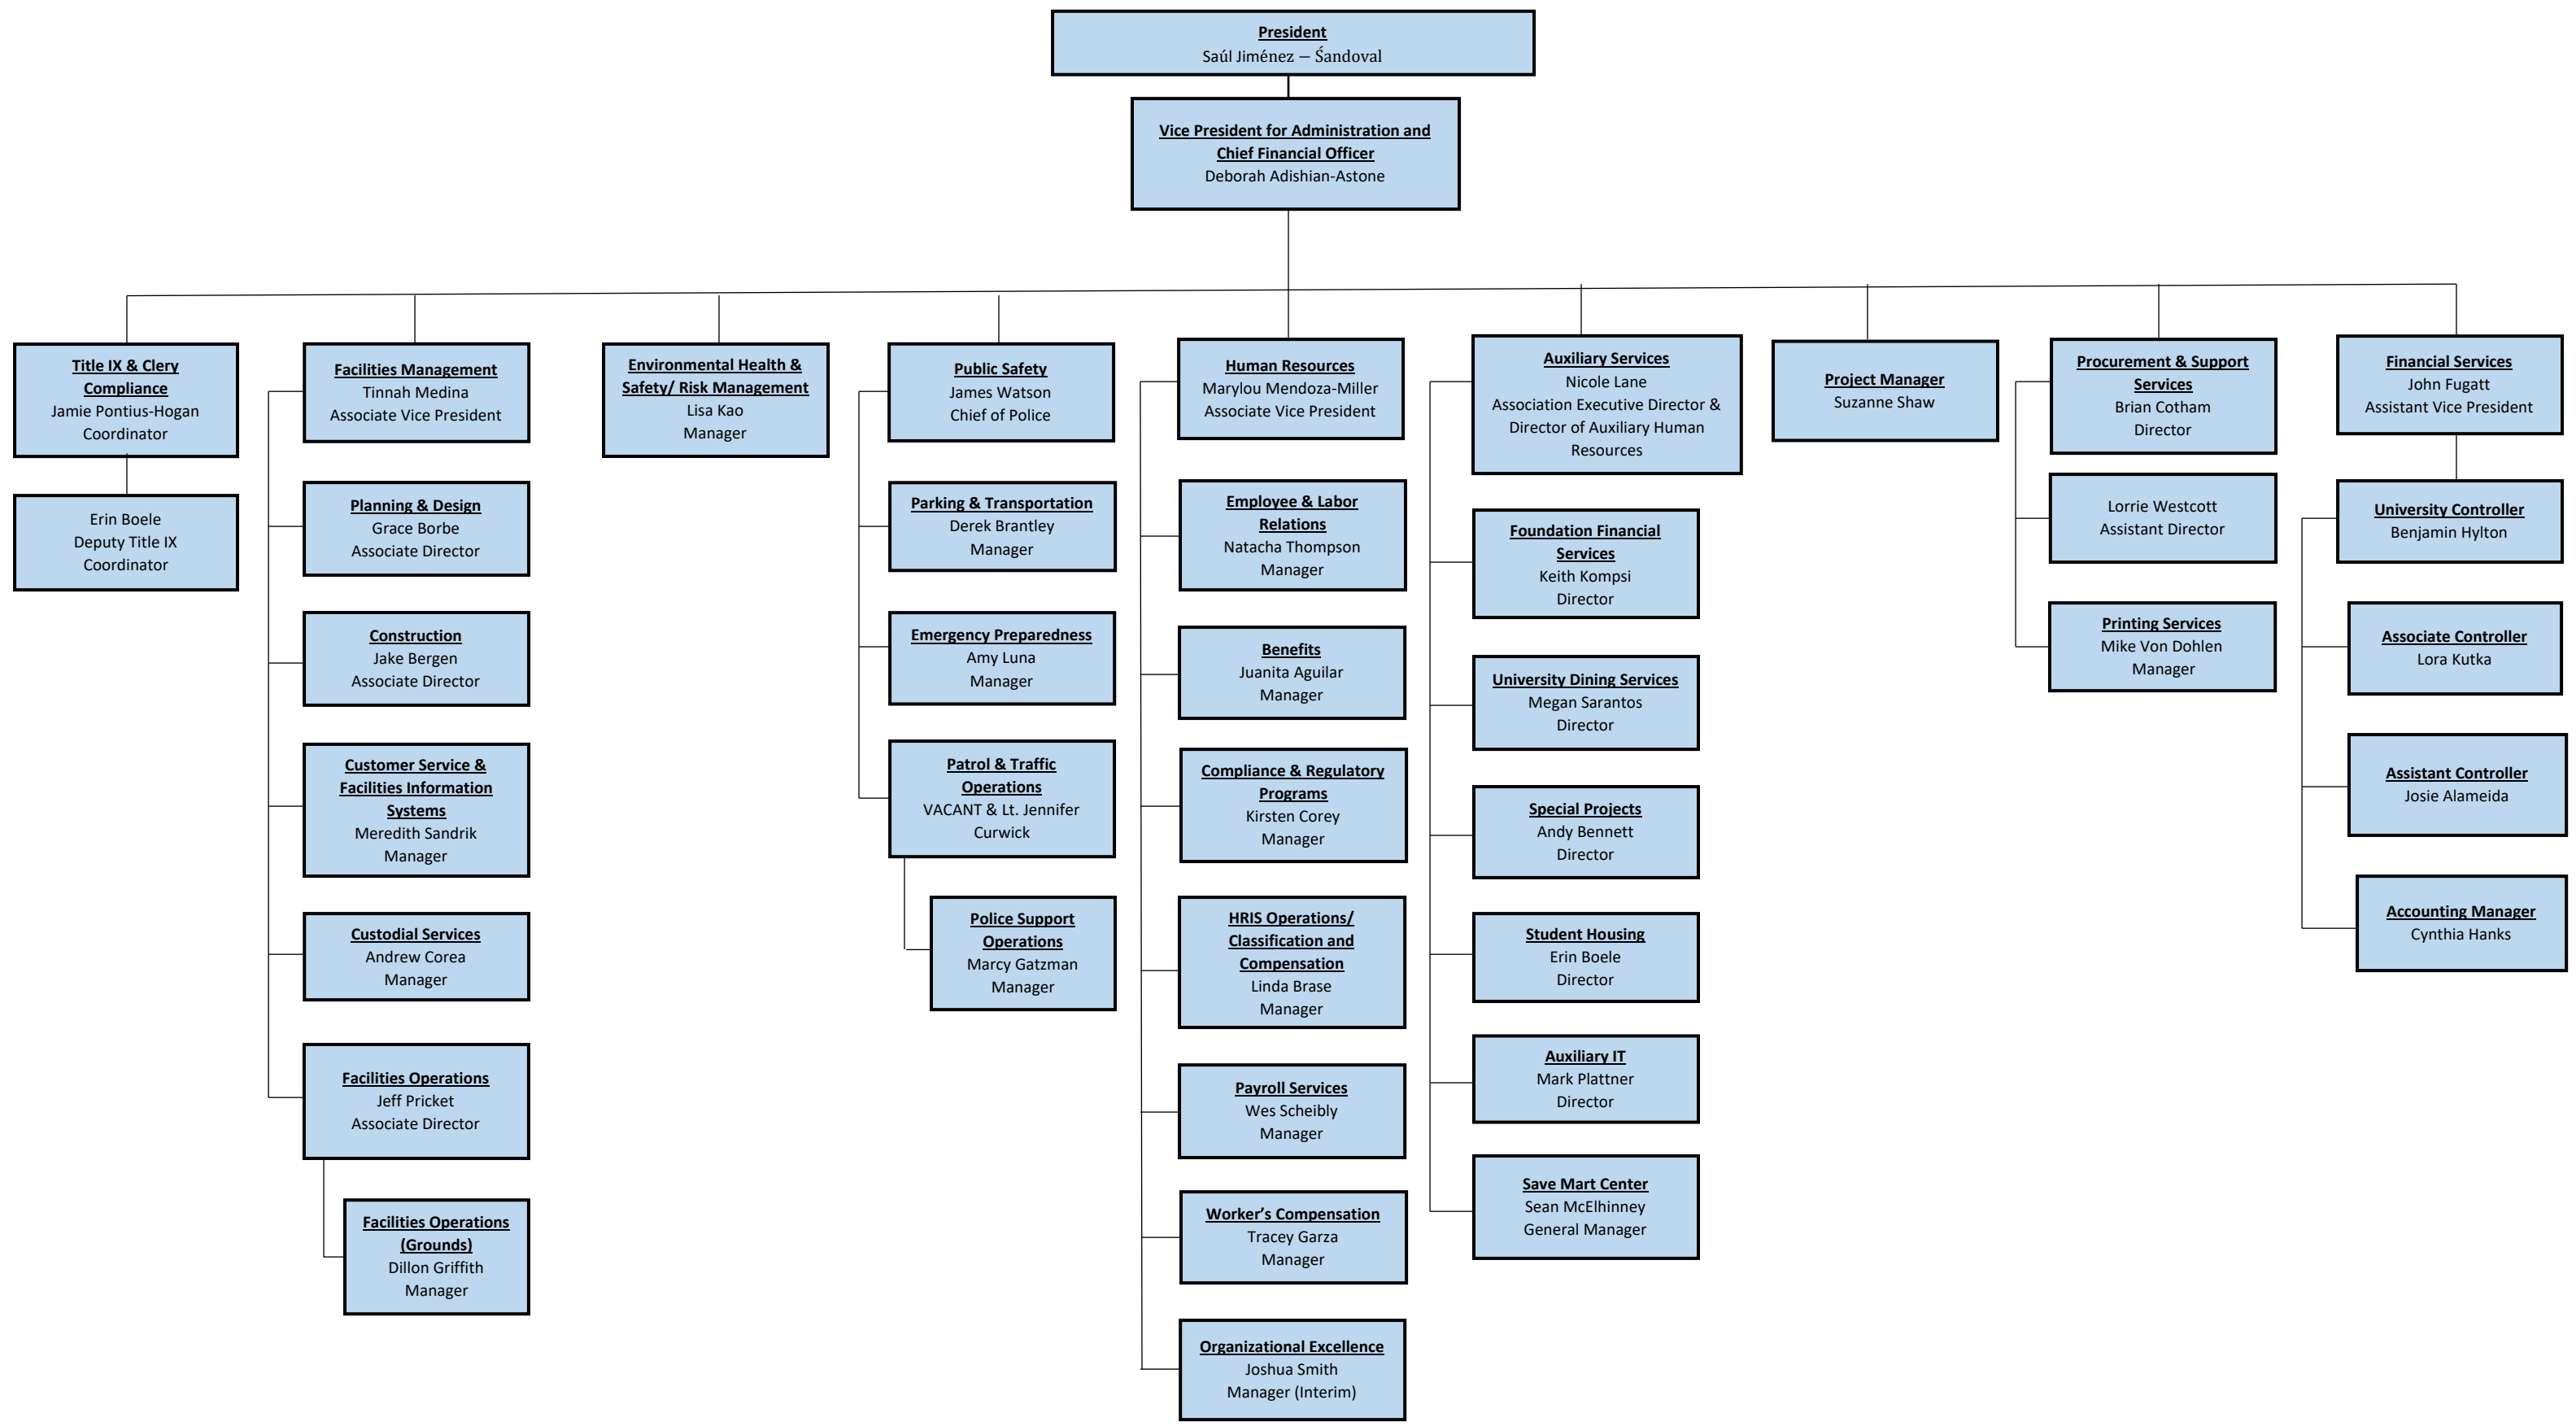 President
Saúl Jiménez – Śandoval
Vice President for Administration and
Chief Financial Officer
Deborah Adishian-Astone
Title IX & Clery
Compliance
Jamie Pontius-Hogan
Coordinator
Erin Boele
Deputy Title IX
Coordinator
Facilities Management
Tinnah Medina
Associate Vice President
Planning & Design
Grace Borbe
Associate Director
Construction
Jake Bergen
Associate Director
Customer Service &
Facilities Information
Systems
Meredith Sandrik
Manager
Custodial Services
Andrew Corea
Manager
Facilities Operations
Jeff Pricket
Associate Director
Facilities Operations
(Grounds)
Dillon Griffith
Manager
Environmental Health &
Safety/ Risk Management
Lisa Kao
Manager
Public Safety
James Watson
Chief of Police
Parking & Transportation
Derek Brantley
Manager
Emergency Preparedness
Amy Luna
Manager
Patrol & Traffic
Operations
VACANT & Lt. Jennifer
Curwick
Police Support
Operations
Marcy Gatzman
Manager
Human Resources
Marylou Mendoza-Miller
Associate Vice President
Employee & Labor
Relations
Natacha Thompson
Manager
Benefits
Juanita Aguilar
Manager
Compliance & Regulatory
Programs
Kirsten Corey
Manager
HRIS Operations/
Classification and
Compensation
Linda Brase
Manager
Payroll Services
Wes Scheibly
Manager
Worker’s Compensation
Tracey Garza
Manager
Organizational Excellence
Joshua Smith
Manager (Interim)
Auxiliary Services
Nicole Lane
Association Executive Director &
Director of Auxiliary Human
Resources
Foundation Financial
Services
Keith Kompsi
Director
University Dining Services
Megan Sarantos
Director
Special Projects
Andy Bennett
Director
Student Housing
Erin Boele
Director
Auxiliary IT
Mark Plattner
Director
Save Mart Center
Sean McElhinney
General Manager
Project Manager
Suzanne Shaw
Procurement & Support
Services
Brian Cotham
Director
Lorrie Westcott
Assistant Director
Printing Services
Mike Von Dohlen
Manager
Financial Services
John Fugatt
Assistant Vice President
University Controller
Benjamin Hylton
Associate Controller
Lora Kutka
Assistant Controller
Josie Alameida
Accounting Manager
Cynthia Hanks